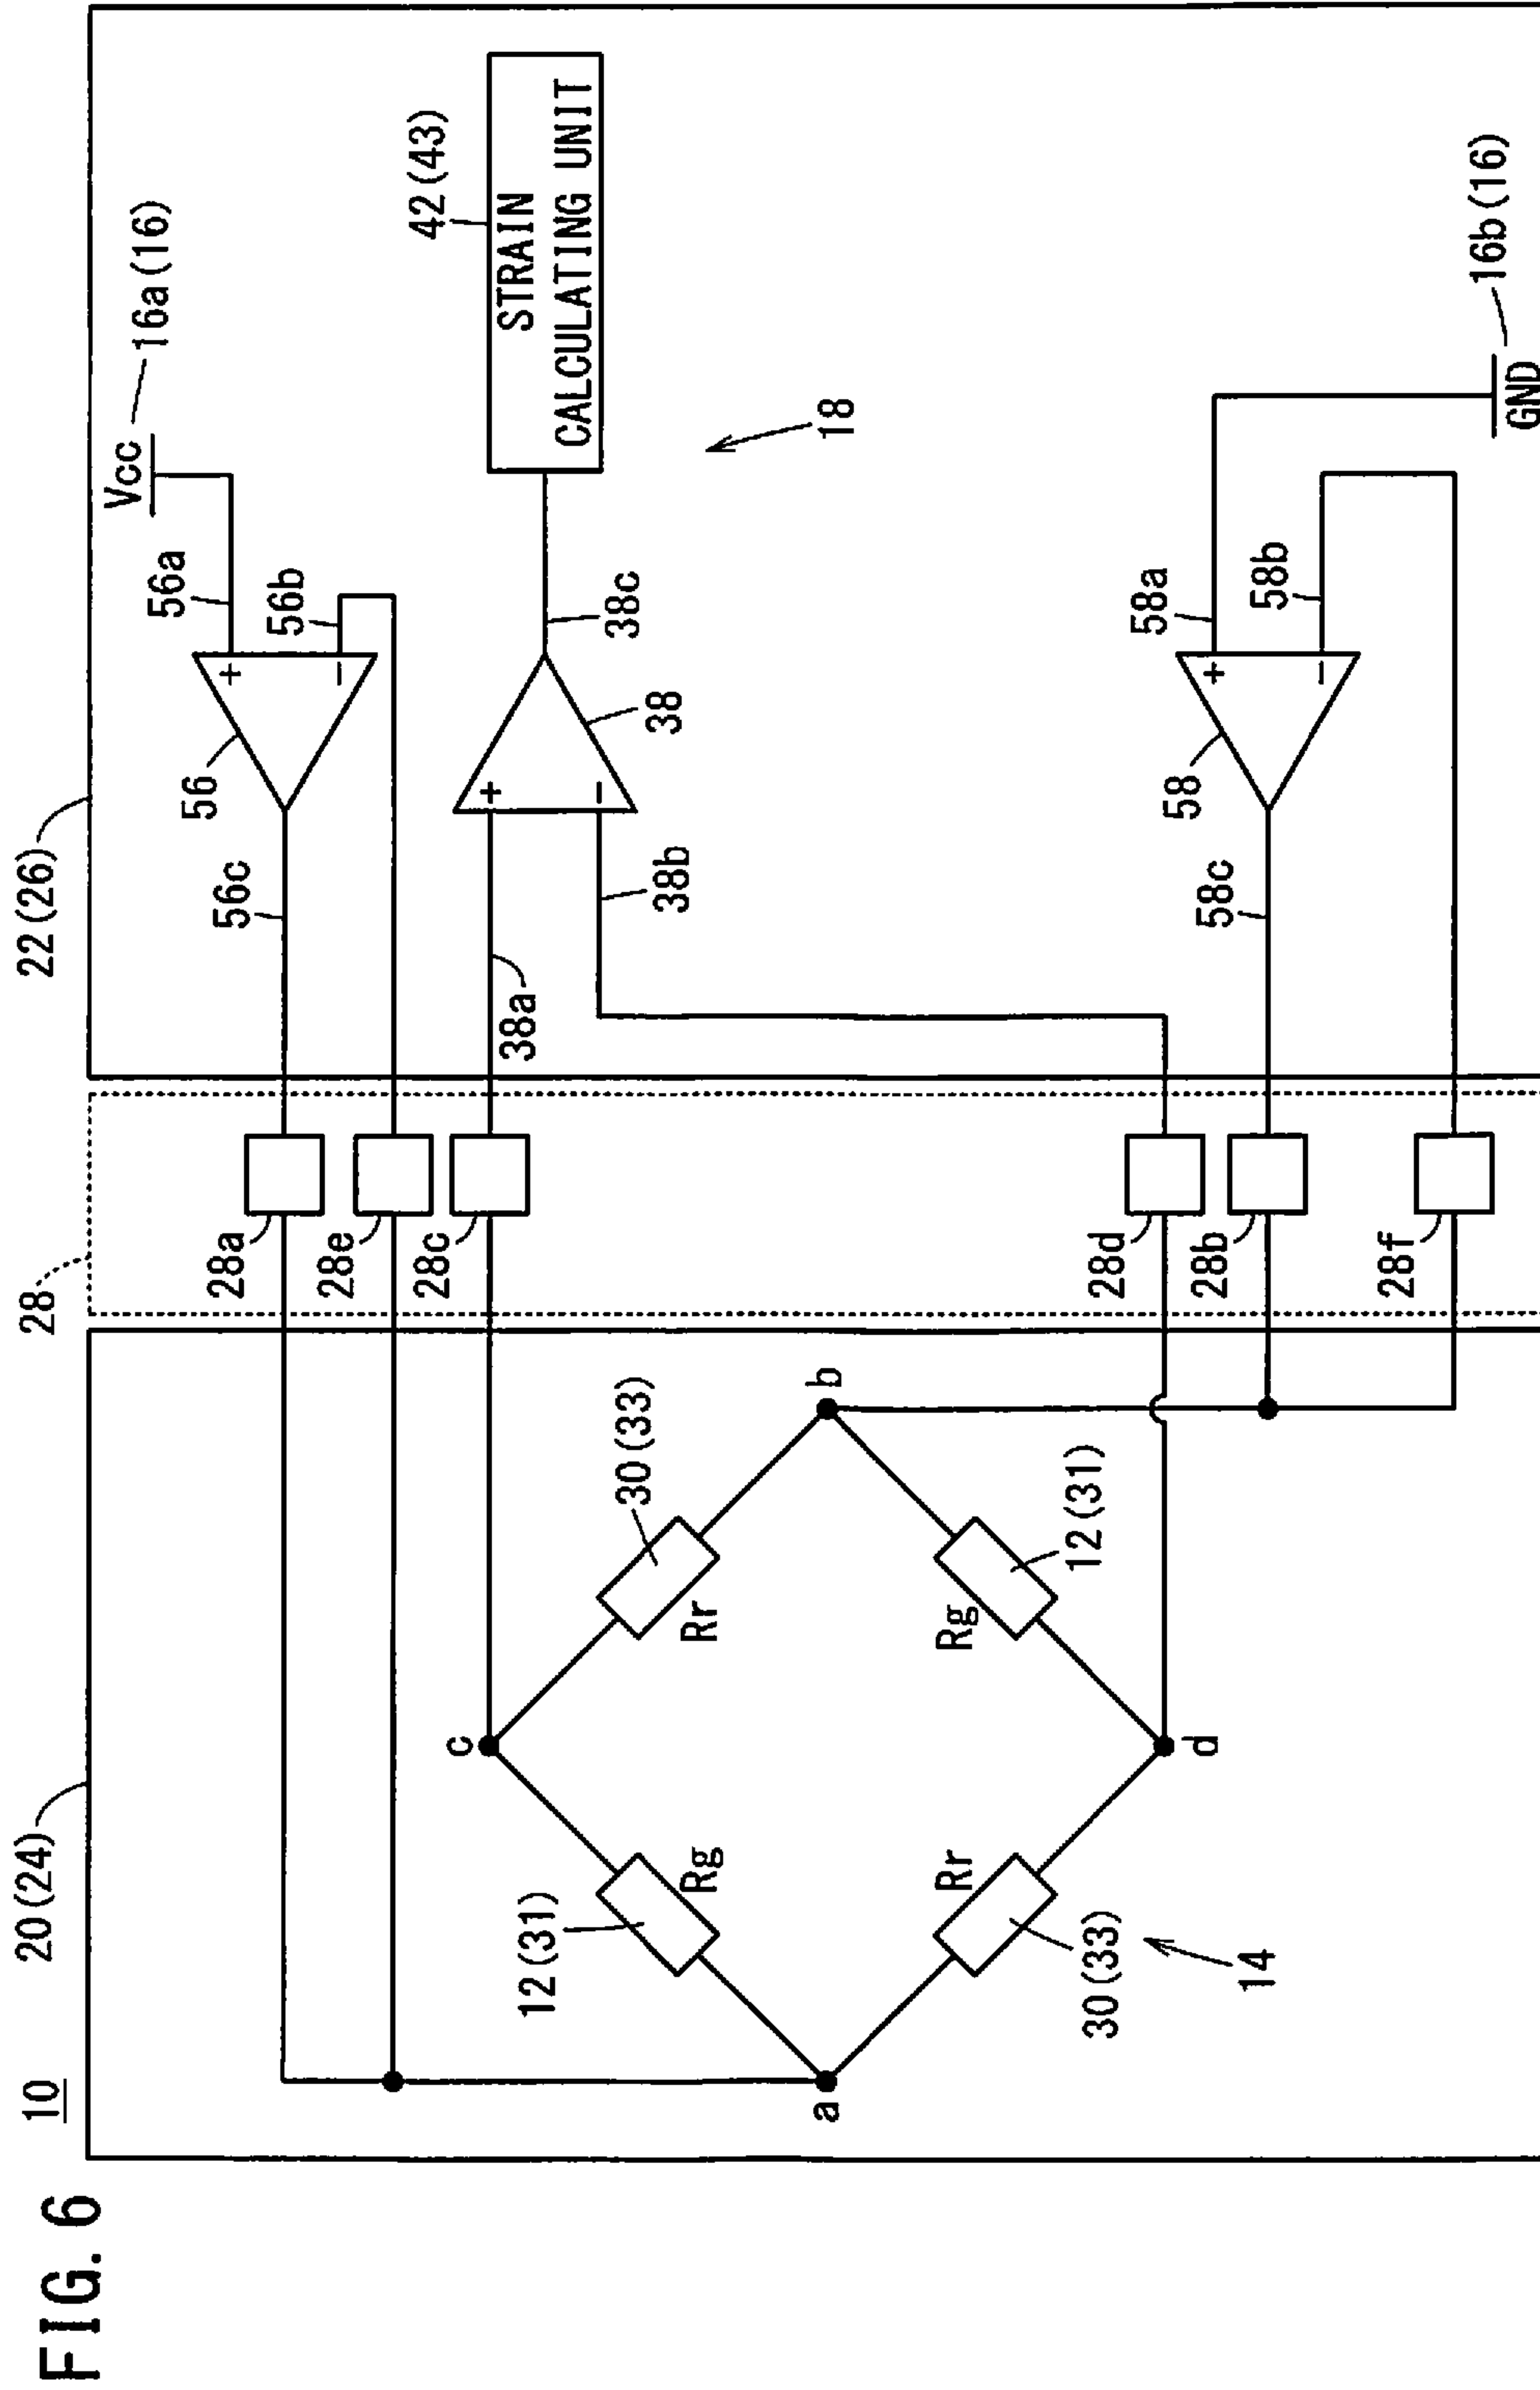 FIG. 6
10
20(24)
28
22(26)
Vcc
16a(16)
56a
56b
56
56c
+
−
28a
28e
28c
38a
38b
38
38c
+
−
42(43)
STRAIN
CALCULATING UNIT
18
c
12(31)
Rg
30(33)
Rr
a
b
Rr
30(33)
Rg
12(31)
d
14
28d
28b
28f
58a
58b
58
58c
+
−
GND
16b(16)